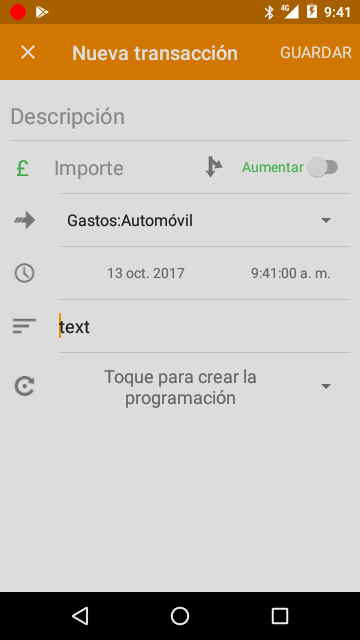 4G 9:41
Nueva transacción GUARDAR
Descripción
£ Importe Aumentar
Gastos:Automóvil
13 oct. 2017 9:41:00 a. m.
text
Toque para crear la
programación